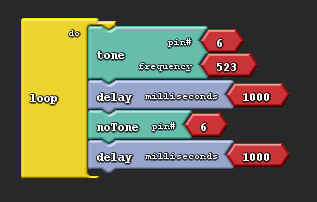 do
tone pin# 6
frequency 523
loop
delay milliseconds 1000
noTone pin# 6
delay milliseconds 1000